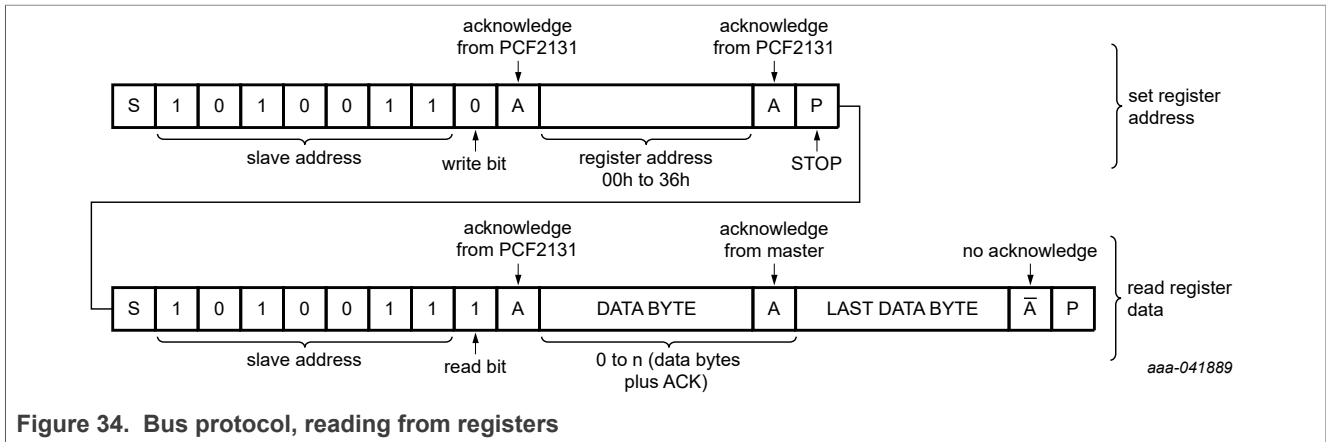 acknowledge
from PCF2131
acknowledge
from PCF2131
S 1 0 1 0 0 1 1 0 A A P
set register
address
slave address
write bit
register address
00h to 36h
STOP
acknowledge
from PCF2131
acknowledge
from master
no acknowledge
S 1 0 1 0 0 1 1 1 A DATA BYTE A LAST DATA BYTE A̅ P
read register
data
slave address
read bit
0 to n (data bytes
plus ACK)
aaa-041889
Figure 34. Bus protocol, reading from registers